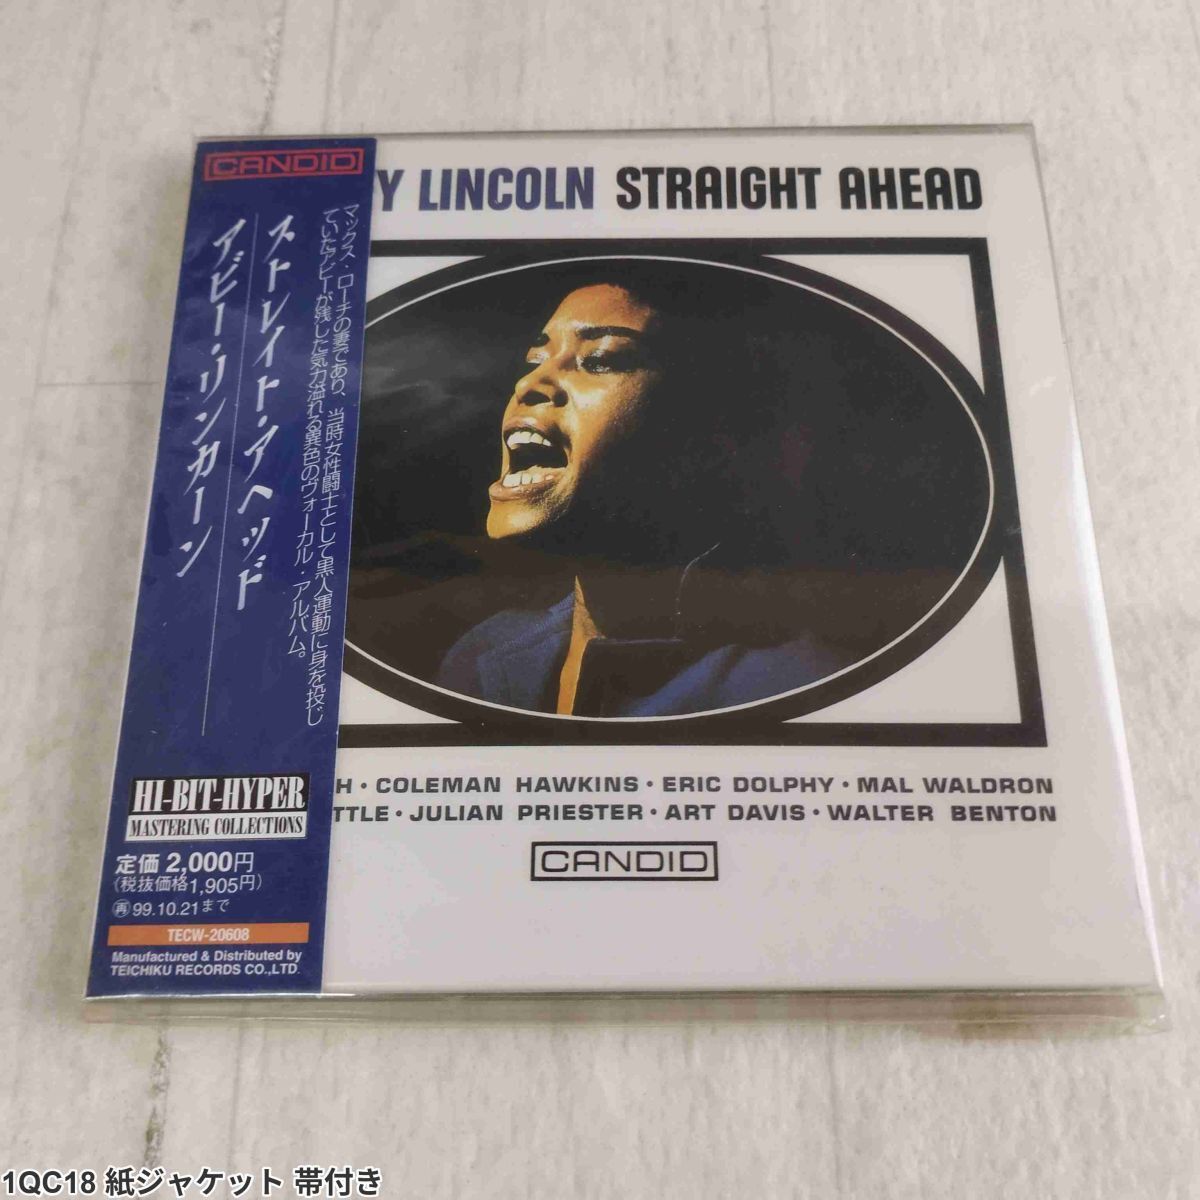 CANDID
ストレイト・アヘッド
アビー・リンカーン
マックス・ローチの妻であり、当時女性闘士として黒人運動に身を投じ
ていたアビーが残した気力溢れる異色のヴォーカル・アルバム。
HI-BIT-HYPER
MASTERING COLLECTIONS
定価 2,000円
(税抜価格1,905円)
再99.10.21まで
TECW-20608
Manufactured & Distributed by
TEICHIKU RECORDS CO.,LTD.
Y LINCOLN STRAIGHT AHEAD
H・COLEMAN HAWKINS・ERIC DOLPHY・MAL WALDRON
TTLE・JULIAN PRIESTER・ART DAVIS・WALTER BENTON
CANDID
1QC18 紙ジャケット 帯付き